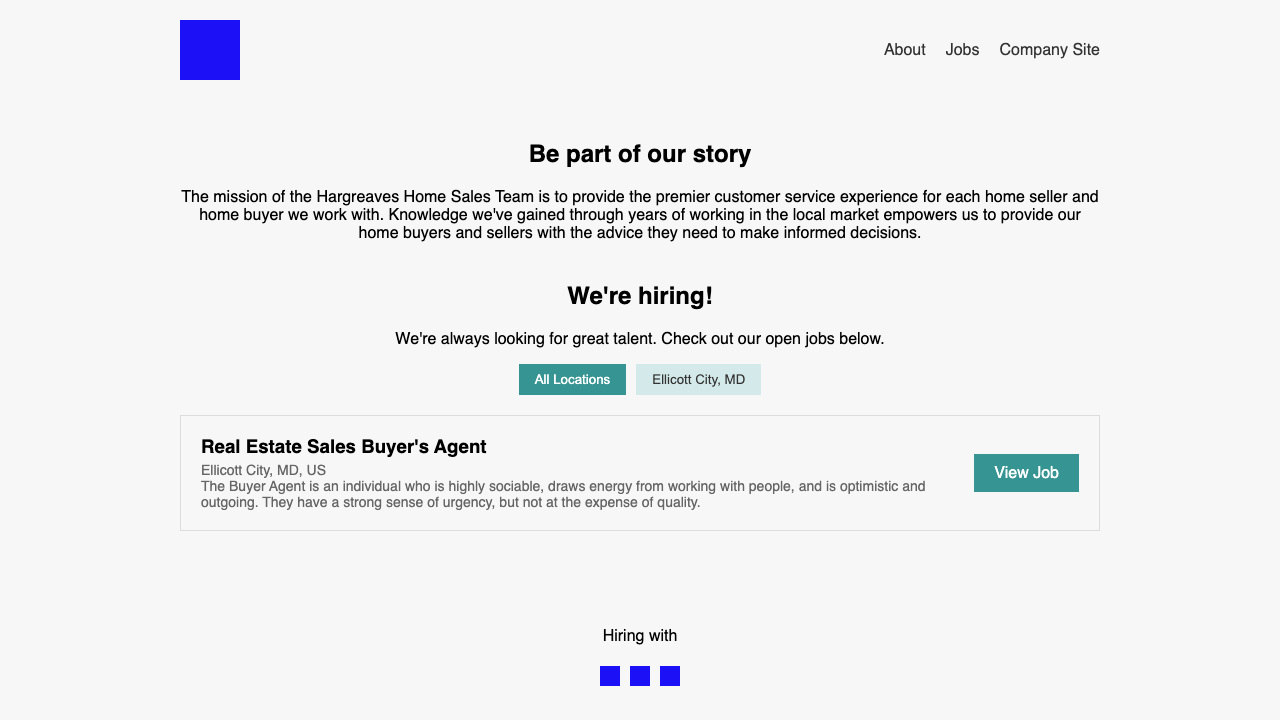 About Jobs Company Site
Be part of our story
The mission of the Hargreaves Home Sales Team is to provide the premier customer service experience for each home seller and
home buyer we work with. Knowledge we've gained through years of working in the local market empowers us to provide our
home buyers and sellers with the advice they need to make informed decisions.
We're hiring!
We're always looking for great talent. Check out our open jobs below.
All Locations Ellicott City, MD
Real Estate Sales Buyer's Agent
Ellicott City, MD, US
The Buyer Agent is an individual who is highly sociable, draws energy from working with people, and is optimistic and
outgoing. They have a strong sense of urgency, but not at the expense of quality.
View Job
Hiring with